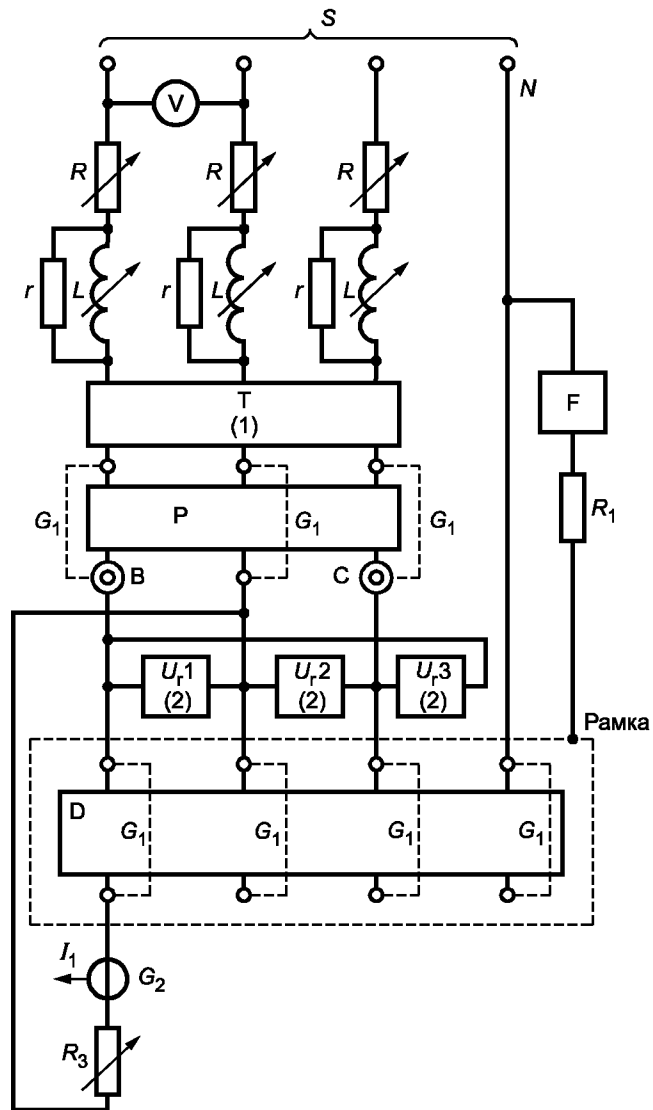 S
N
V
R R R
r L r L r L
T
(1)
F
R₁
P
G₁ G₁ G₁
B C
Uᵣ1 Uᵣ2 Uᵣ3
(2) (2) (2)
Рамка
D
G₁ G₁ G₁ G₁
I₁ G₂
R₃